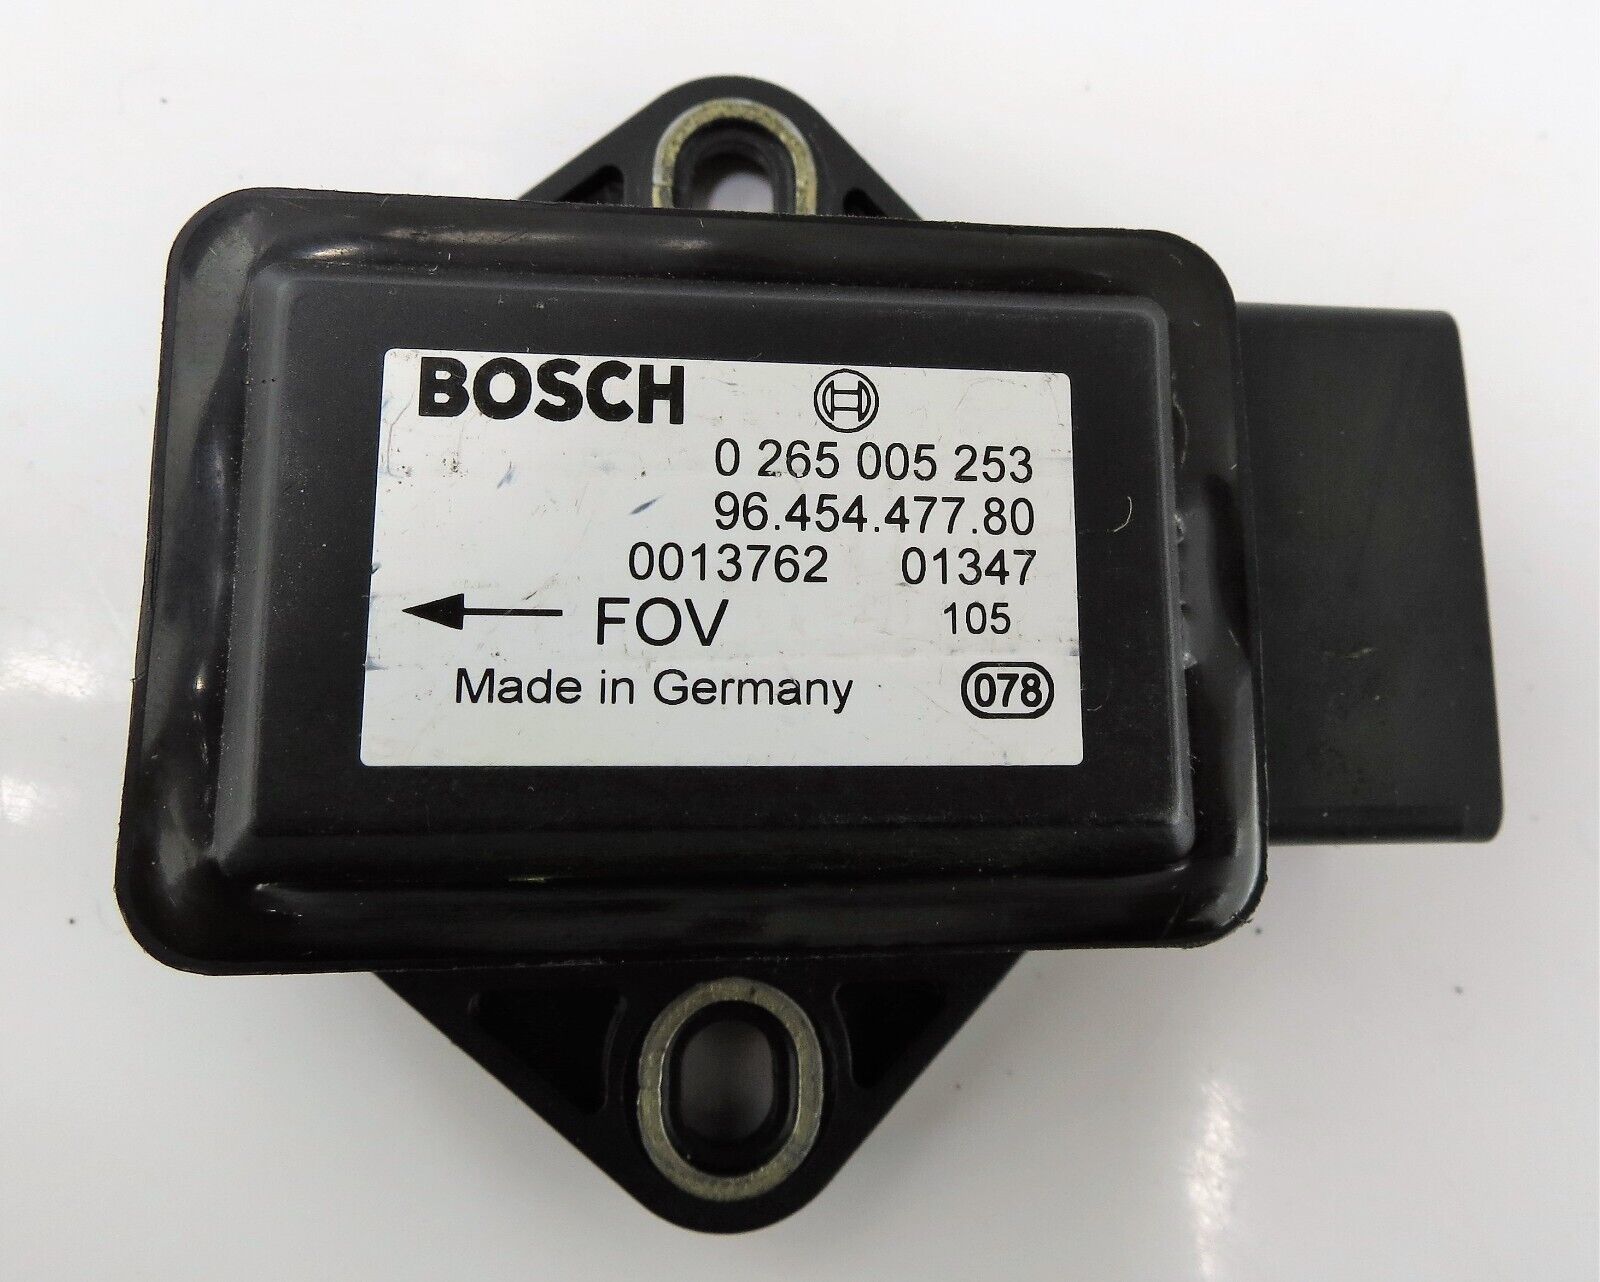 BOSCH
0 265 005 253
96.454.477.80
0013762 01347
FOV 105
Made in Germany 078